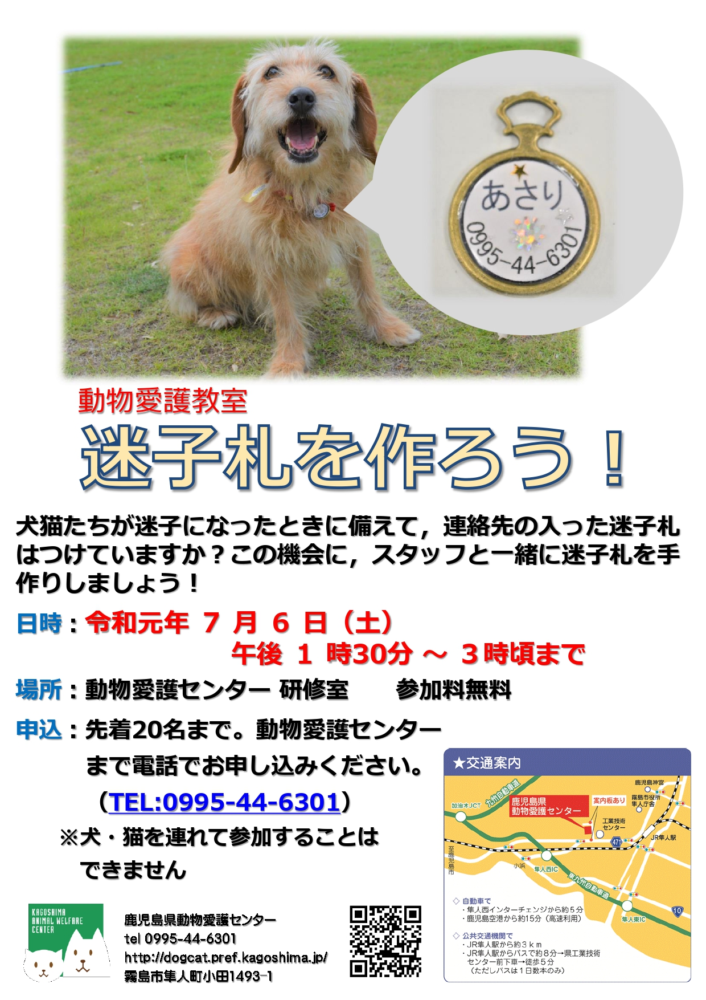 あさり
0995-44-6301
動物愛護教室
迷子札を作ろう！
犬猫たちが迷子になったときに備えて，連絡先の入った迷子札
はつけていますか？この機会に，スタッフと一緒に迷子札を手
作りしましょう！
日時：令和元年 ７ 月 ６ 日（土）
午後 １ 時30分 ～ ３時頃まで
場所：動物愛護センター 研修室　　参加料無料
申込：先着20名まで。動物愛護センター
まで電話でお申し込みください。
（TEL:0995-44-6301）
※犬・猫を連れて参加することは
できません
KAGOSHIMA
ANIMAL WELFARE
CENTER
鹿児島県動物愛護センター
tel 0995-44-6301
http://dogcat.pref.kagoshima.jp/
霧島市隼人町小田1493-1
★交通案内
九州自動車道
加治木JCT
鹿児島県
動物愛護センター
案内板あり
鹿児島神宮
霧島市役所
隼人庁舎
工業技術
センター
471
JR隼人駅
至鹿児島市
小浜
隼人西IC
東九州自動車道
隼人東IC
10
◇ 自動車で
・隼人西インターチェンジから約５分
・鹿児島空港から約15分（高速利用）
◇ 公共交通機関で
・JR隼人駅から約３ｋｍ
・JR隼人駅からバスで約８分→県工業技術
センター前下車→徒歩５分
（ただしバスは１日数本のみ）